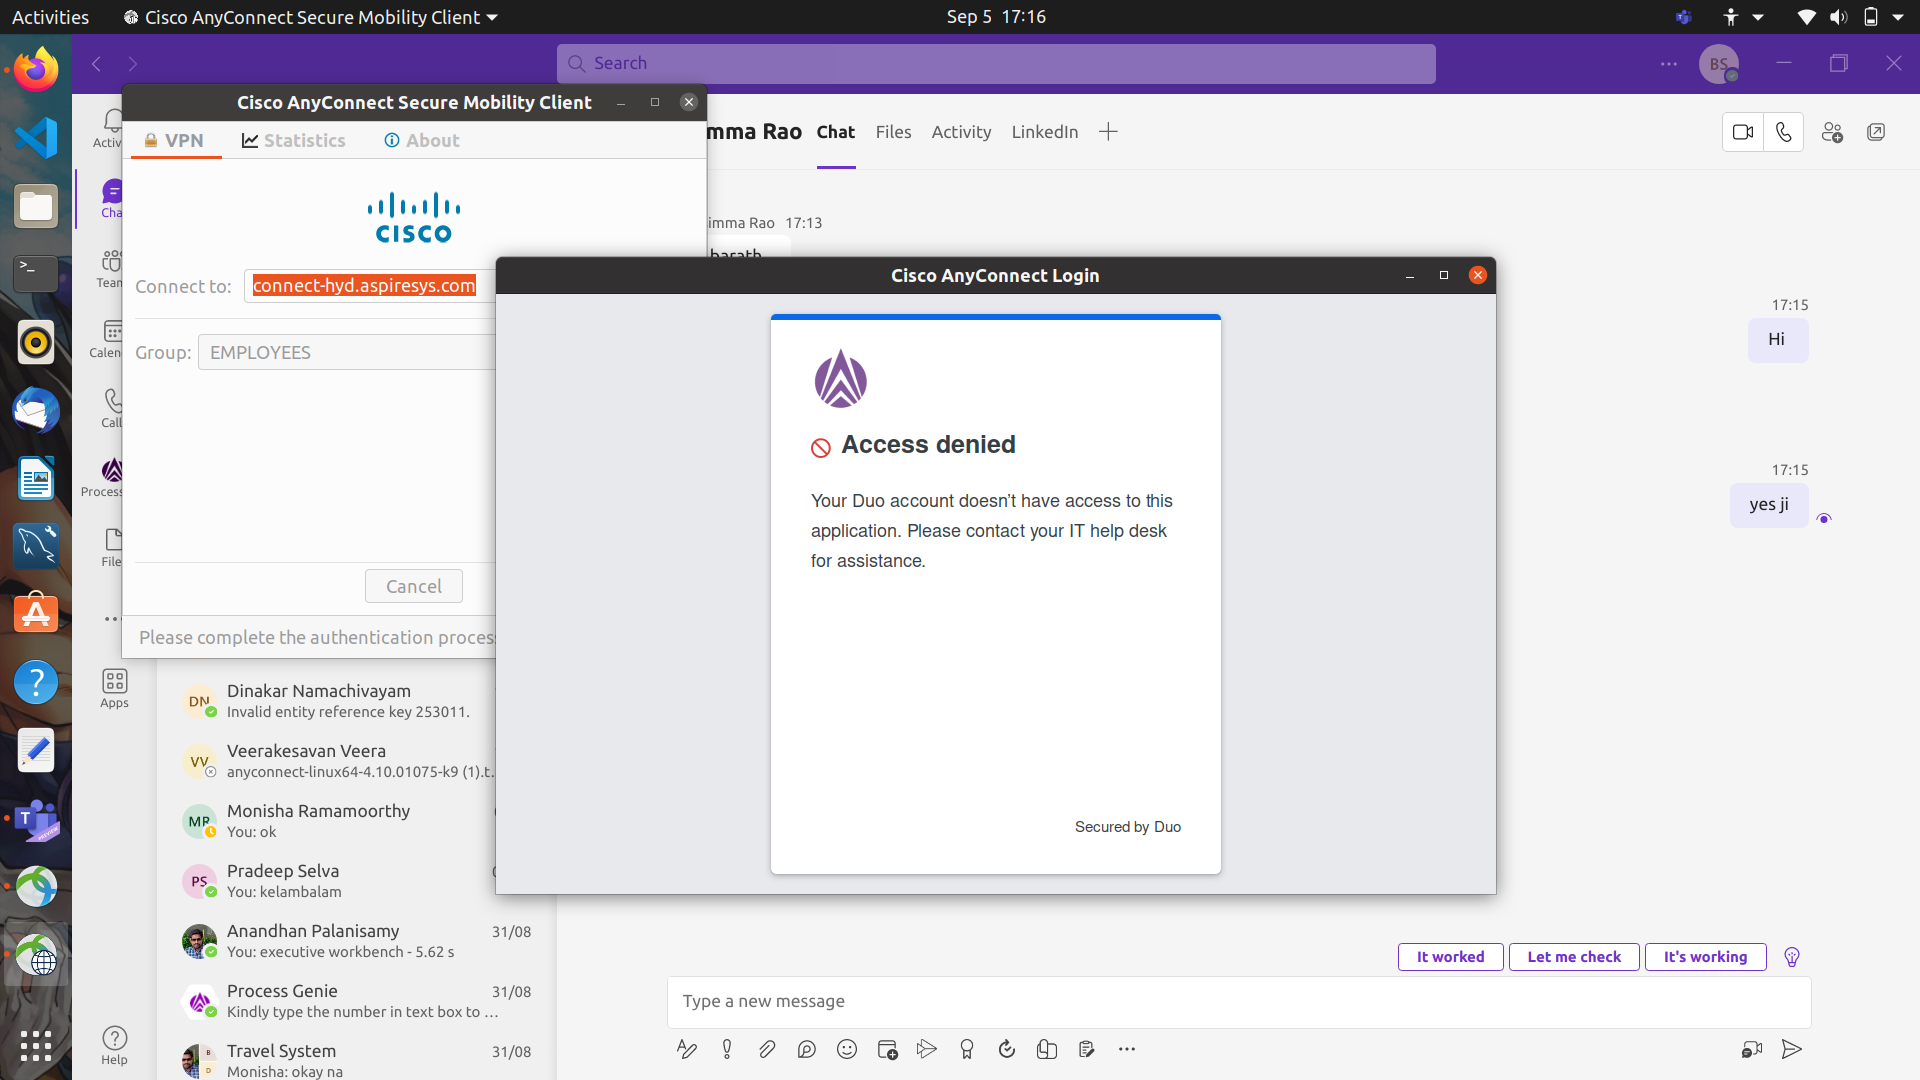 Activities
Cisco AnyConnect Secure Mobility Client
Sep 5 17:16
Search
BS
Cisco AnyConnect Secure Mobility Client
VPN
Statistics
About
CISCO
Connect to:
connect-hyd.aspiresys.com
Group:
EMPLOYEES
Cancel
Please complete the authentication process
Activ
Cha
Team
Calen
Call
Process
File
Apps
Help
mma Rao
Chat
Files
Activity
LinkedIn
imma Rao 17:13
barath
17:15
Hi
17:15
yes ji
Cisco AnyConnect Login
Access denied
Your Duo account doesn't have access to this
application. Please contact your IT help desk
for assistance.
Secured by Duo
DN
Dinakar Namachivayam
Invalid entity reference key 253011.
VV
Veerakesavan Veera
anyconnect-linux64-4.10.01075-k9 (1).t...
MR
Monisha Ramamoorthy
You: ok
PS
Pradeep Selva
You: kelambalam
Anandhan Palanisamy
31/08
You: executive workbench - 5.62 s
Process Genie
31/08
Kindly type the number in text box to ...
B
D
Travel System
31/08
Monisha: okay na
It worked
Let me check
It's working
Type a new message